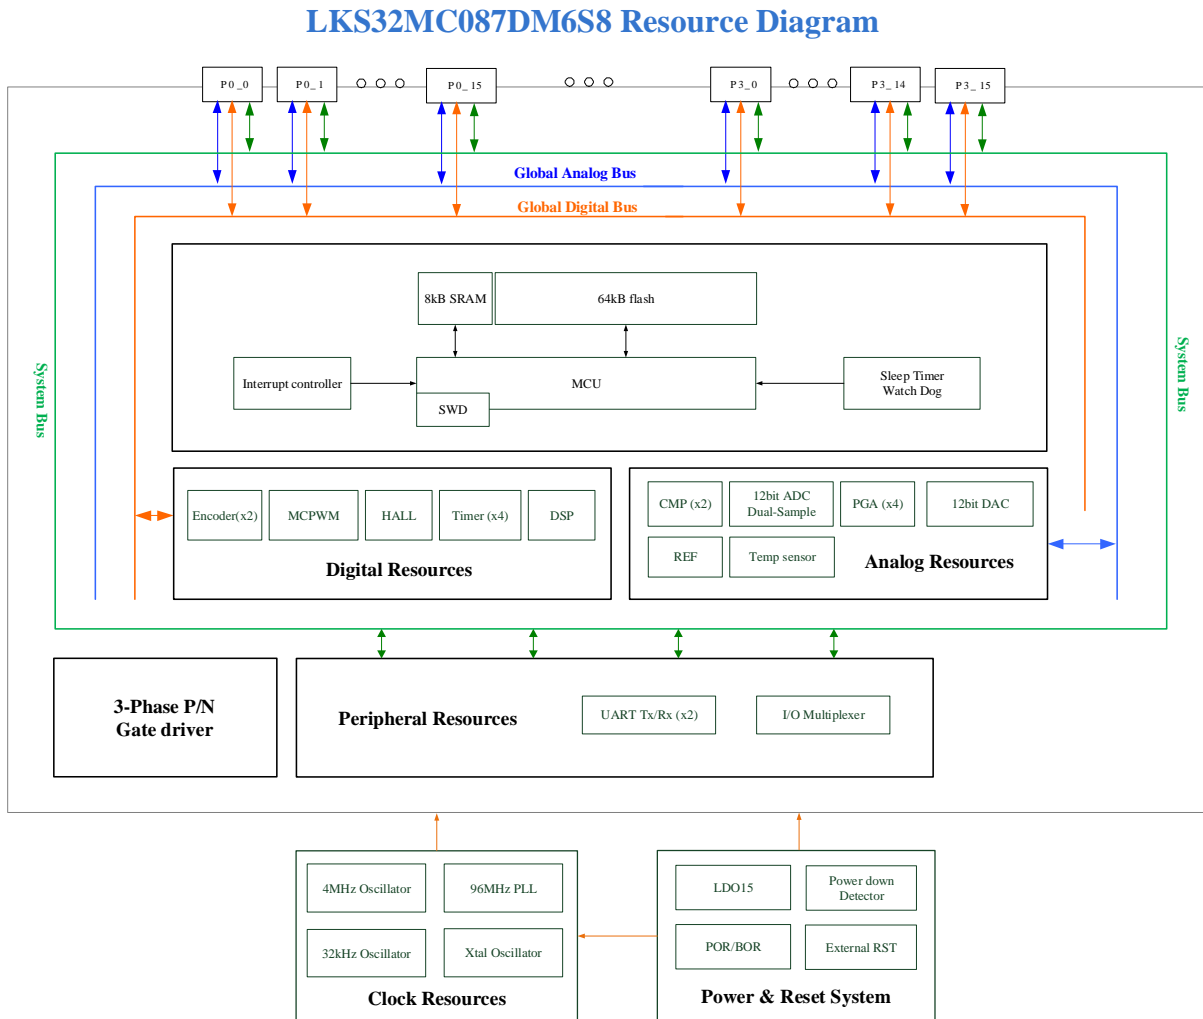 LKS32MC087DM6S8 Resource Diagram
P0_0
P0_1
P0_15
P3_0
P3_14
P3_15
Global Analog Bus
Global Digital Bus
System Bus
System Bus
8kB SRAM
64kB flash
Interrupt controller
MCU
SWD
Sleep Timer
Watch Dog
Encoder(x2)
MCPWM
HALL
Timer (x4)
DSP
Digital Resources
CMP (x2)
12bit ADC
Dual-Sample
PGA (x4)
12bit DAC
REF
Temp sensor
Analog Resources
3-Phase P/N
Gate driver
Peripheral Resources
UART Tx/Rx (x2)
I/O Multiplexer
4MHz Oscillator
96MHz PLL
32kHz Oscillator
Xtal Oscillator
Clock Resources
LDO15
Power down
Detector
POR/BOR
External RST
Power & Reset System